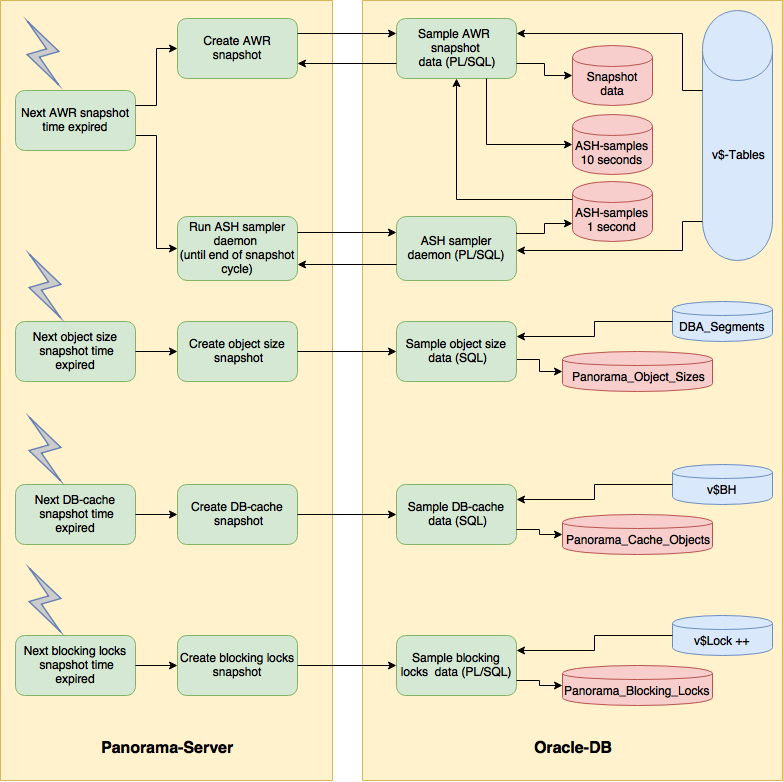 Create AWR
snapshot
Sample AWR
snapshot
data (PL/SQL)
Snapshot
data
Next AWR snapshot
time expired
ASH-samples
10 seconds
v$-Tables
ASH-samples
1 second
Run ASH sampler
daemon
(until end of snapshot
cycle)
ASH sampler
daemon (PL/SQL)
DBA_Segments
Next object size
snapshot time
expired
Create object size
snapshot
Sample object size
data (SQL)
Panorama_Object_Sizes
v$BH
Next DB-cache
snapshot time
expired
Create DB-cache
snapshot
Sample DB-cache
data (SQL)
Panorama_Cache_Objects
v$Lock ++
Next blocking locks
snapshot time
expired
Create blocking locks
snapshot
Sample blocking
locks  data (PL/SQL)
Panorama_Blocking_Locks
Panorama-Server
Oracle-DB